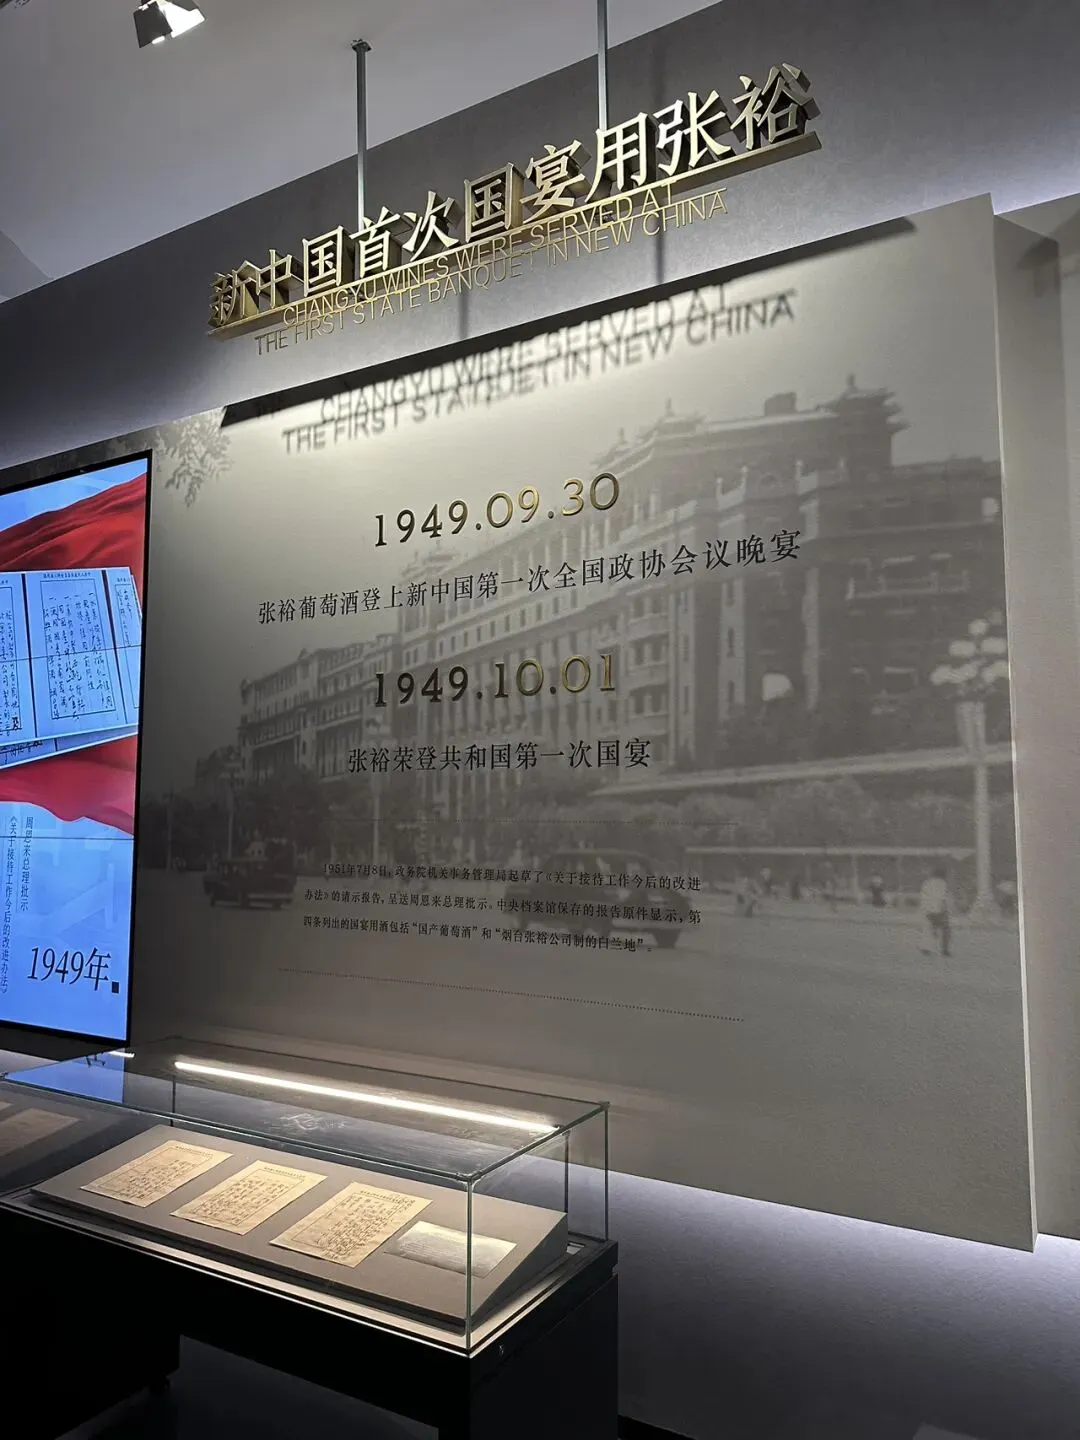 新中国首次国宴用张裕
CHANGYU WINES WERE SERVED AT
THE FIRST STATE BANQUET IN NEW CHINA
1949.09.30
张裕葡萄酒登上新中国第一次全国政协会议晚宴
1949.10.01
张裕荣登共和国第一次国宴
1951年7月8日，政务院机关事务管理局起草了《关于接待工作今后的改进
办法》的请示报告，呈送周恩来总理批示。中央档案馆保存的报告原件显示，第
四条列出的国宴用酒包括“国产葡萄酒”和“烟台张裕公司制的白兰地”。
周恩来总理批示
《关于接待工作今后的改进办法》
1949年